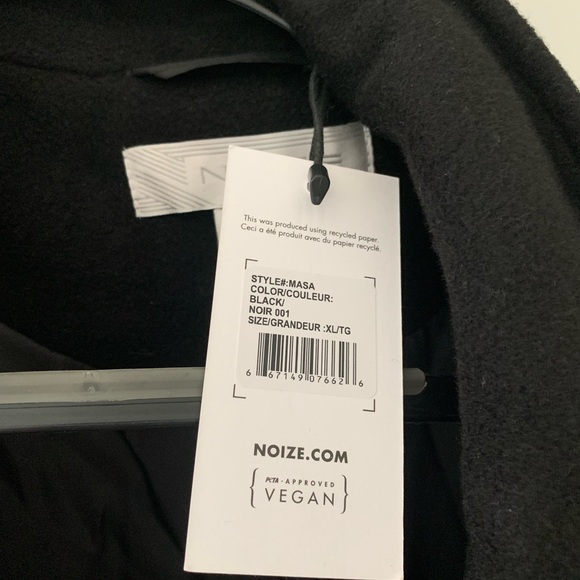 This was produced using recycled paper.
Ceci a été produit avec du papier recyclé.
STYLE#:MASA
COLOR/COULEUR:
BLACK/
NOIR 001
SIZE/GRANDEUR :XL/TG
6 67149 07662 6
NOIZE.COM
PeTA - APPROVED
VEGAN